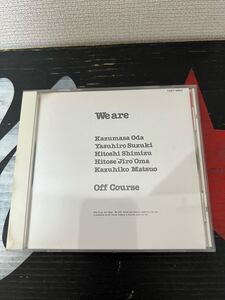 We are
Kazumasa Oda
Yasuhiro Suzuki
Hitoshi Shimizu
Hitose "Jiro" Oma
Kazuhiko Matsuo
Off Course